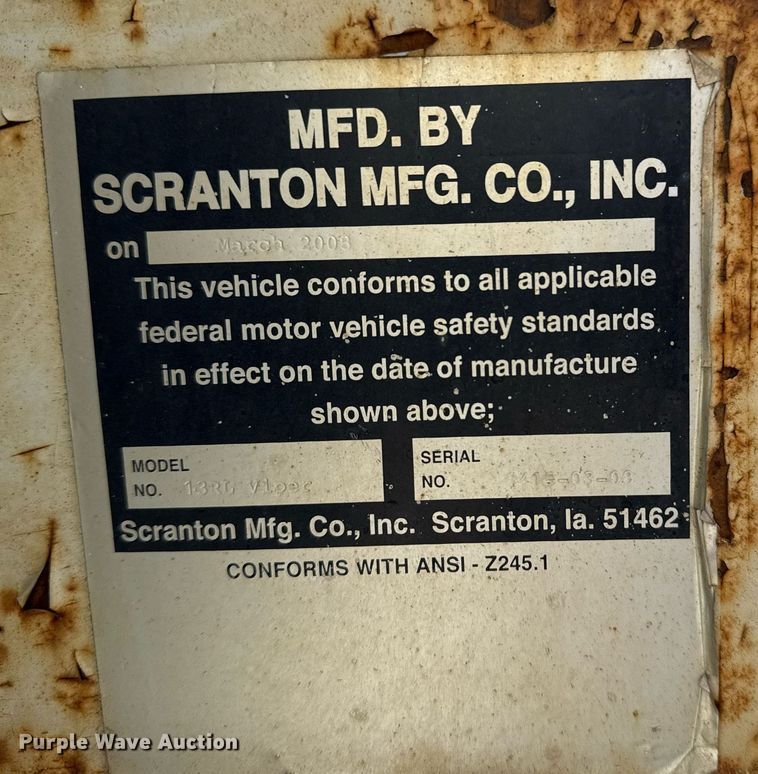 MFD. BY
SCRANTON MFG. CO., INC.
on March 2008
This vehicle conforms to all applicable
federal motor vehicle safety standards
in effect on the date of manufacture
shown above;
MODEL
NO. Viper
SERIAL
NO.
Scranton Mfg. Co., Inc. Scranton, Ia. 51462
CONFORMS WITH ANSI - Z245.1
Purple Wave Auction